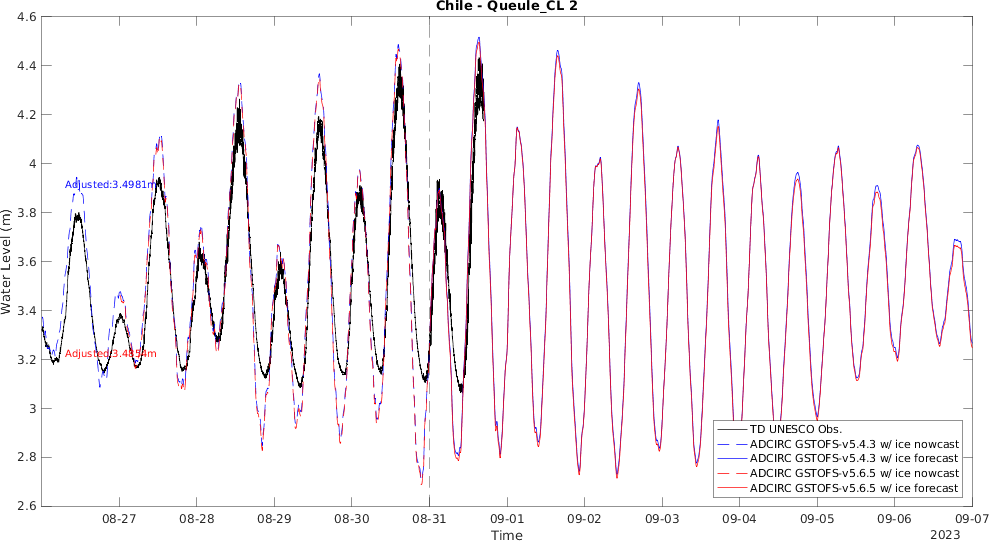 Chile - Queule_CL 2
4.6
4.4
4.2
4
3.8
3.6
3.4
3.2
3
2.8
2.6
Water Level (m)
Adjusted:3.4981m
Adjusted:3.4854m
TD UNESCO Obs.
ADCIRC GSTOFS-v5.4.3 w/ ice nowcast
ADCIRC GSTOFS-v5.4.3 w/ ice forecast
ADCIRC GSTOFS-v5.6.5 w/ ice nowcast
ADCIRC GSTOFS-v5.6.5 w/ ice forecast
08-27 08-28 08-29 08-30 08-31 09-01 09-02 09-03 09-04 09-05 09-06 09-07
Time
2023